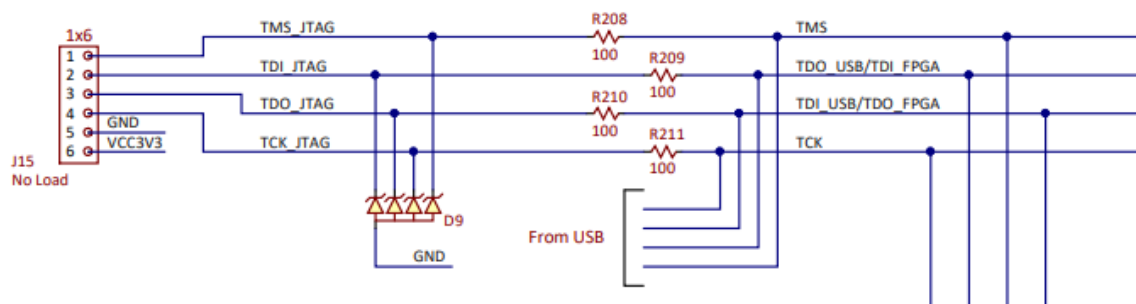 R208
1x6 TMS_JTAG TMS
100
1
R209
2 TDI_JTAG TDO_USB/TDI_FPGA
100
3
R210
4 TDO_JTAG TDI_USB/TDO_FPGA
100
5 GND
R211
6 VCC3V3 TCK_JTAG TCK
100
J15
No Load
D9
From USB
GND